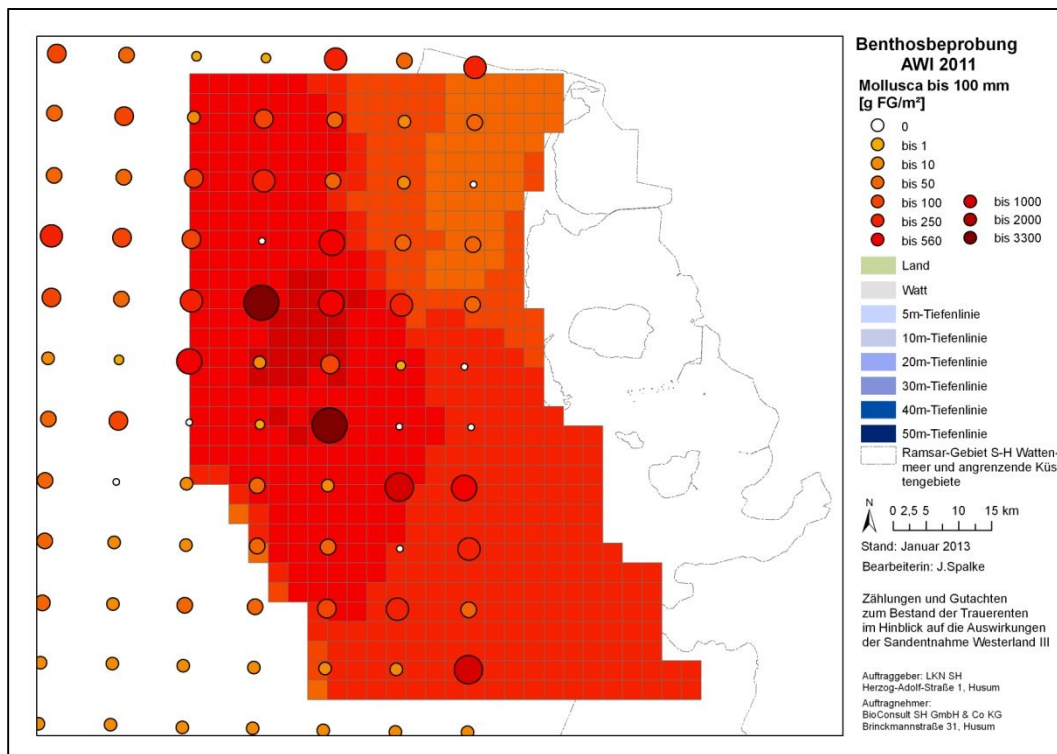 Benthosbeprobung
AWI 2011
Mollusca bis 100 mm
[g FG/m²]
0
bis 1
bis 10
bis 50
bis 100
bis 250
bis 560
bis 1000
bis 2000
bis 3300
Land
Watt
5m-Tiefenlinie
10m-Tiefenlinie
20m-Tiefenlinie
30m-Tiefenlinie
40m-Tiefenlinie
50m-Tiefenlinie
Ramsar-Gebiet S-H Watten-
meer und angrenzende Küs-
tengebiete
N
0 2,5 5 10 15 km
Stand: Januar 2013
Bearbeiterin: J.Spalke
Zählungen und Gutachten
zum Bestand der Trauerenten
im Hinblick auf die Auswirkungen
der Sandentnahme Westerland III
Auftraggeber: LKN SH
Herzog-Adolf-Straße 1, Husum
Auftragnehmer:
BioConsult SH GmbH & Co KG
Brinckmannstraße 31, Husum